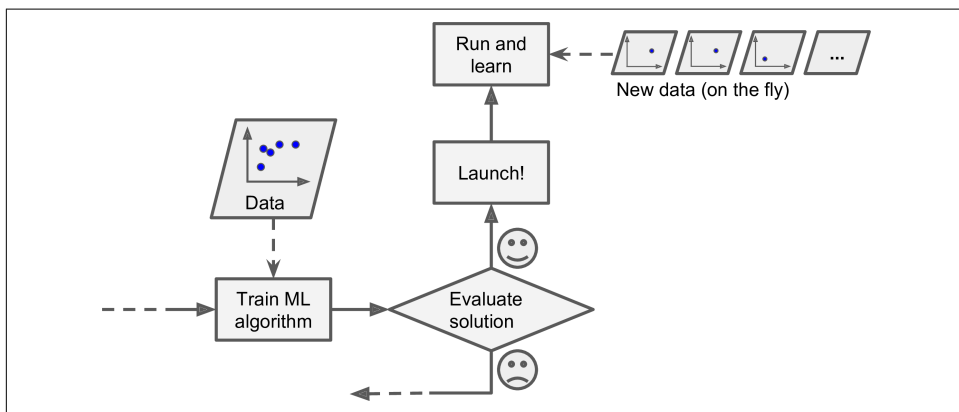 Run and
learn
...
New data (on the fly)
Launch!
Data
Train ML
algorithm
Evaluate
solution